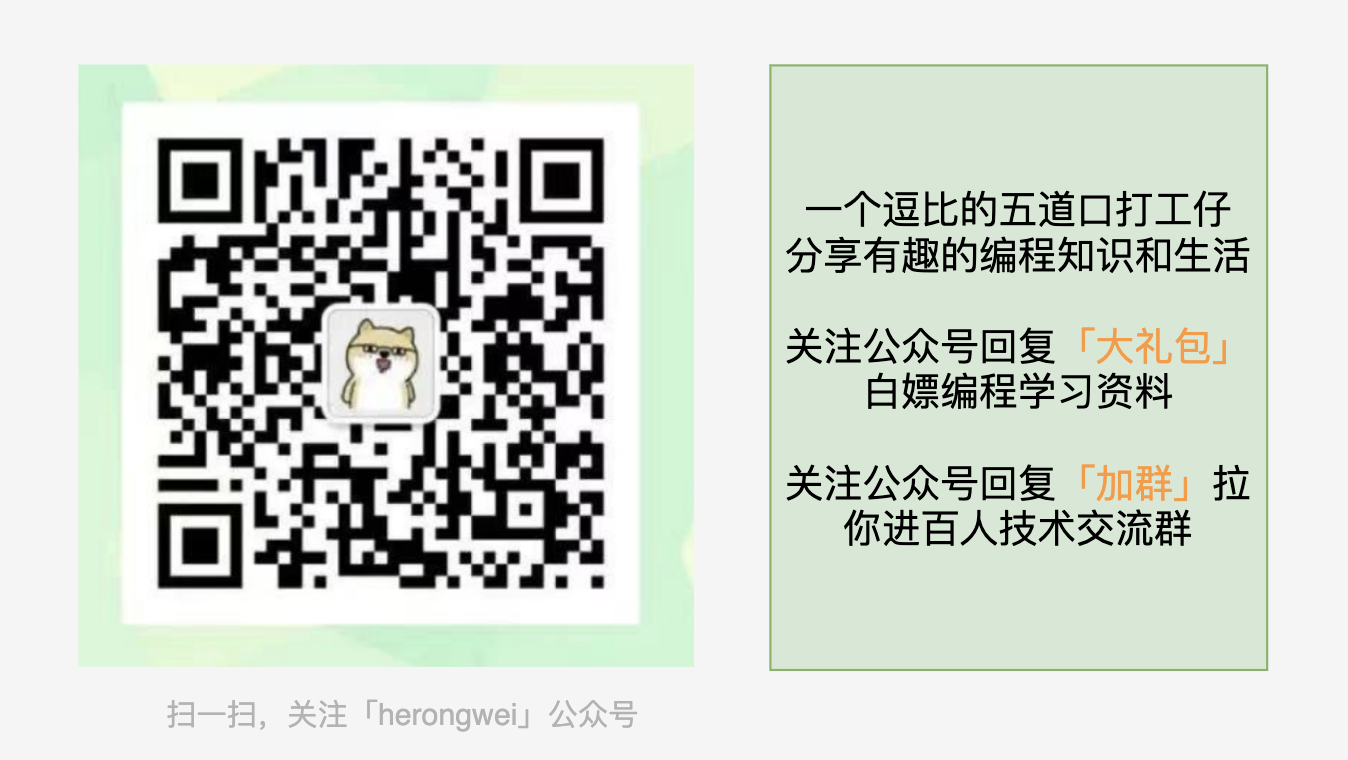 一个逗比的五道口打工仔
分享有趣的编程知识和生活
关注公众号回复「大礼包」
白嫖编程学习资料
关注公众号回复「加群」拉
你进百人技术交流群
扫一扫，关注「herongwei」公众号